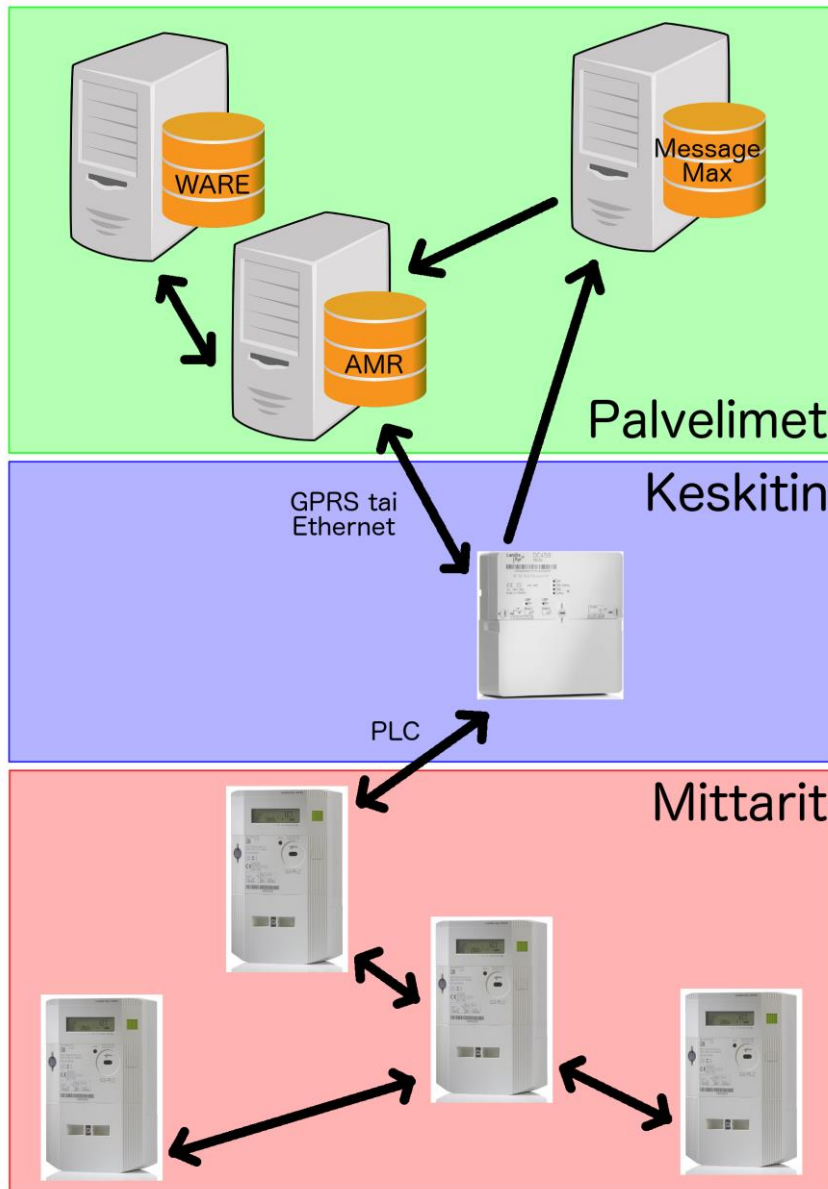 WARE
Message
Max
AMR
Palvelimet
Keskitin
GPRS tai
Ethernet
PLC
Mittarit